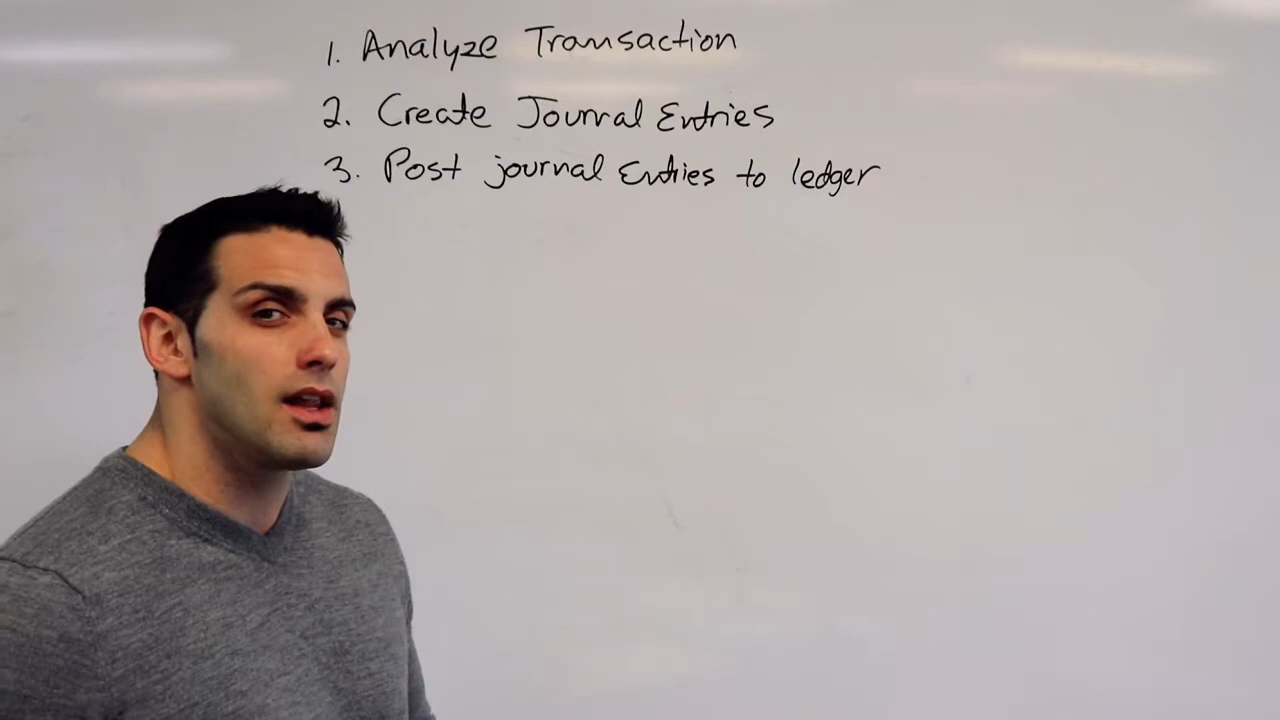 1. Analyze Transaction
2. Create Journal Entries
3. Post journal Entries to ledger